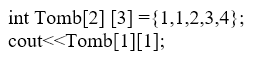 int Tomb[2] [3] ={1,1,2,3,4};
cout<<Tomb[1][1];